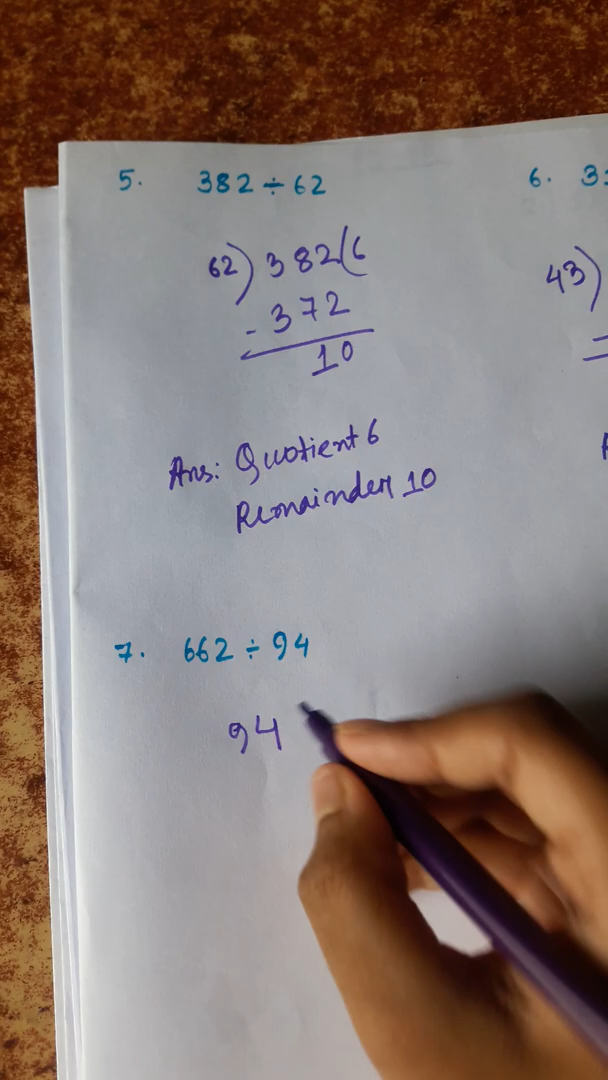 5. 382 ÷ 62
62) 382 (6
- 372
10
Ans: Quotient 6
Remainder 10
6. 3
43)
7. 662 ÷ 94
94